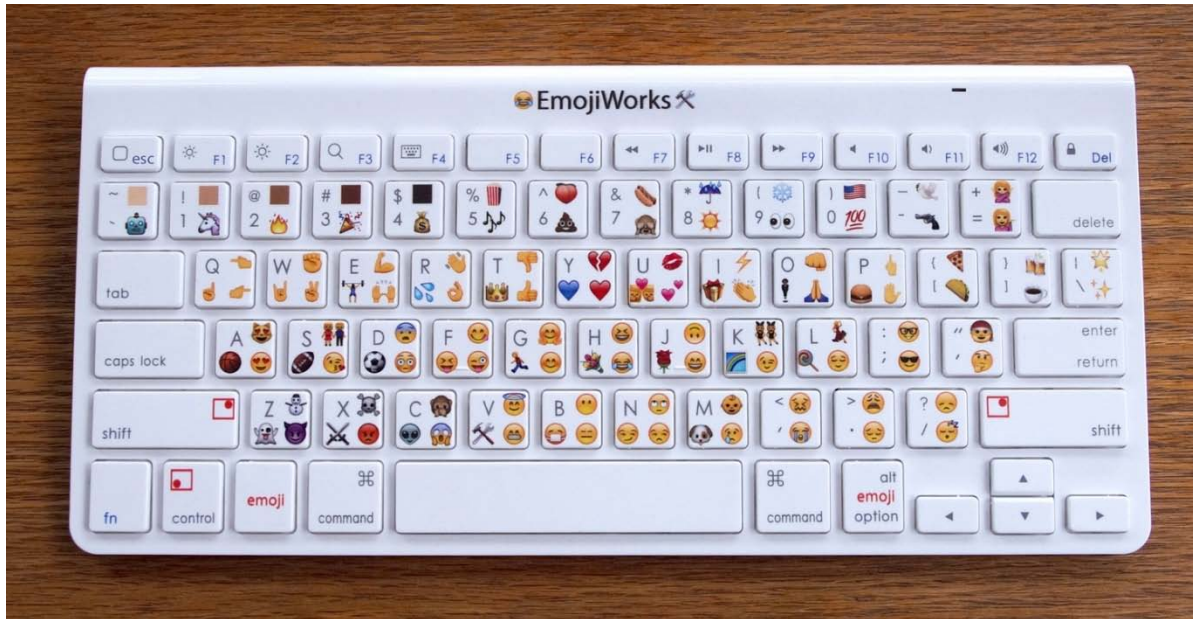 😂 EmojiWorks 🛠
esc F1 F2 F3 F4 F5 F6 F7 F8 F9 F10 F11 F12 Del
~ ! @ # $ % ^ & * ( ) — +
` 1 2 3 4 5 6 7 8 9 0 💯 - = delete
tab Q W E R T Y U I O P { } |
[ ] \
A S D F G H J K L : " enter
caps lock ; ' return
Z X C V B N M < > ?
shift , . / shift
⌘ ⌘ alt
emoji emoji
fn control command command option